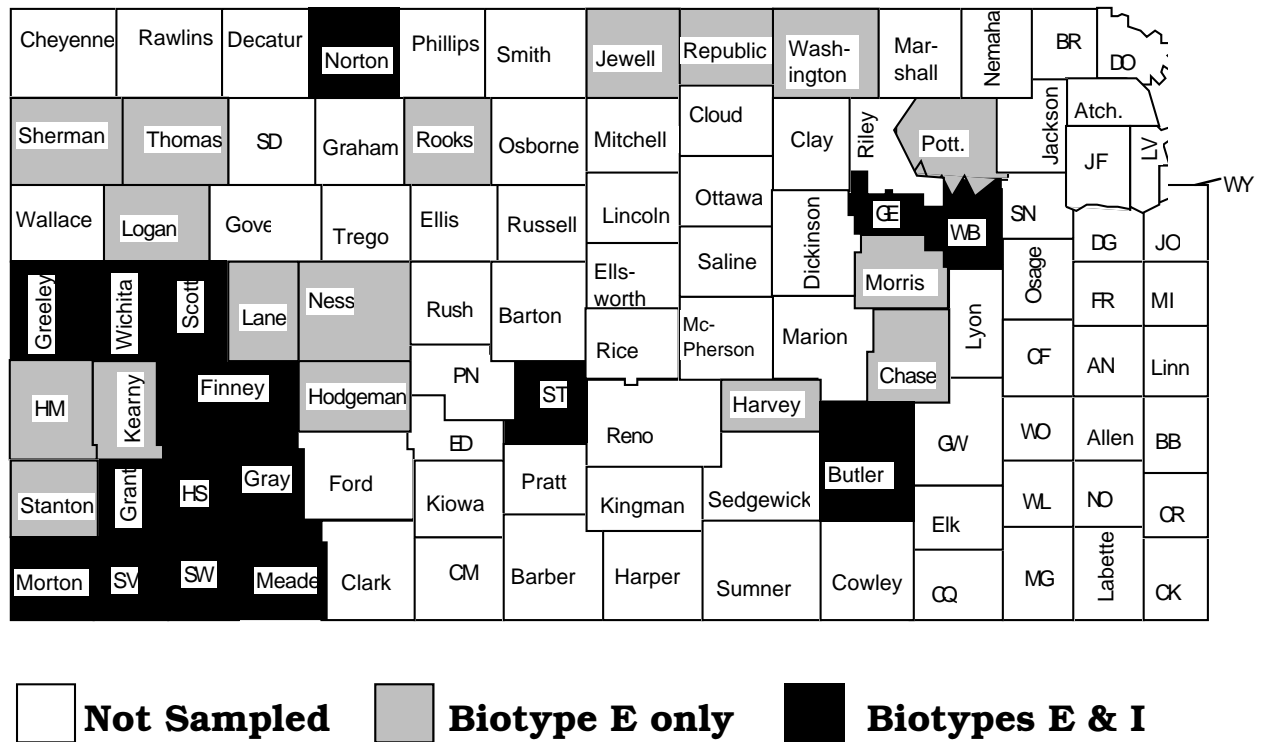 Cheyenne
Rawlins
Decatur
Norton
Phillips
Smith
Jewell
Republic
Wash-
ington
Mar-
shall
Nemaha
BR
DO
Sherman
Thomas
SD
Graham
Rooks
Osborne
Mitchell
Cloud
Clay
Riley
Pott.
Jackson
Atch.
JF
LV
WY
Wallace
Logan
Gove
Trego
Ellis
Russell
Lincoln
Ottawa
Saline
Dickinson
GE
WB
SN
DG
JO
Greeley
Wichita
Scott
Lane
Ness
Rush
Barton
Ells-
worth
Rice
Mc-
Pherson
Marion
Morris
Chase
Lyon
Osage
FR
MI
HM
Kearny
Finney
Hodgeman
PN
ST
Reno
Harvey
CF
AN
Linn
Stanton
Grant
HS
Gray
Ford
ED
Kiowa
Pratt
Kingman
Sedgewick
Butler
GW
WO
Allen
BB
Elk
WL
NO
CR
Morton
SV
SW
Meade
Clark
CM
Barber
Harper
Sumner
Cowley
CQ
MG
Labette
CK
Not Sampled
Biotype E only
Biotypes E & I